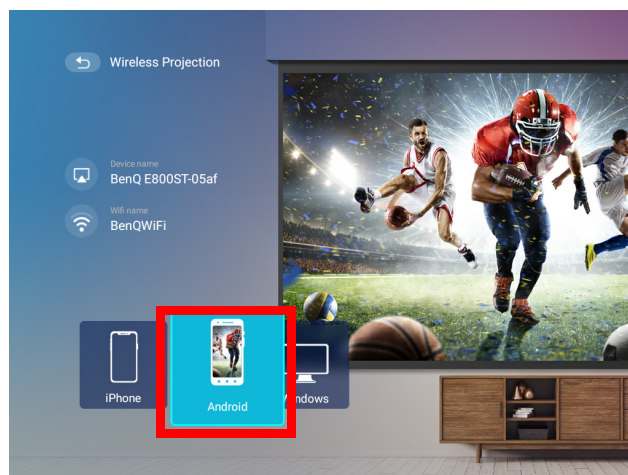 Wireless Projection
Device name
BenQ E800ST-05af
Wifi name
BenQWiFi
iPhone
Android